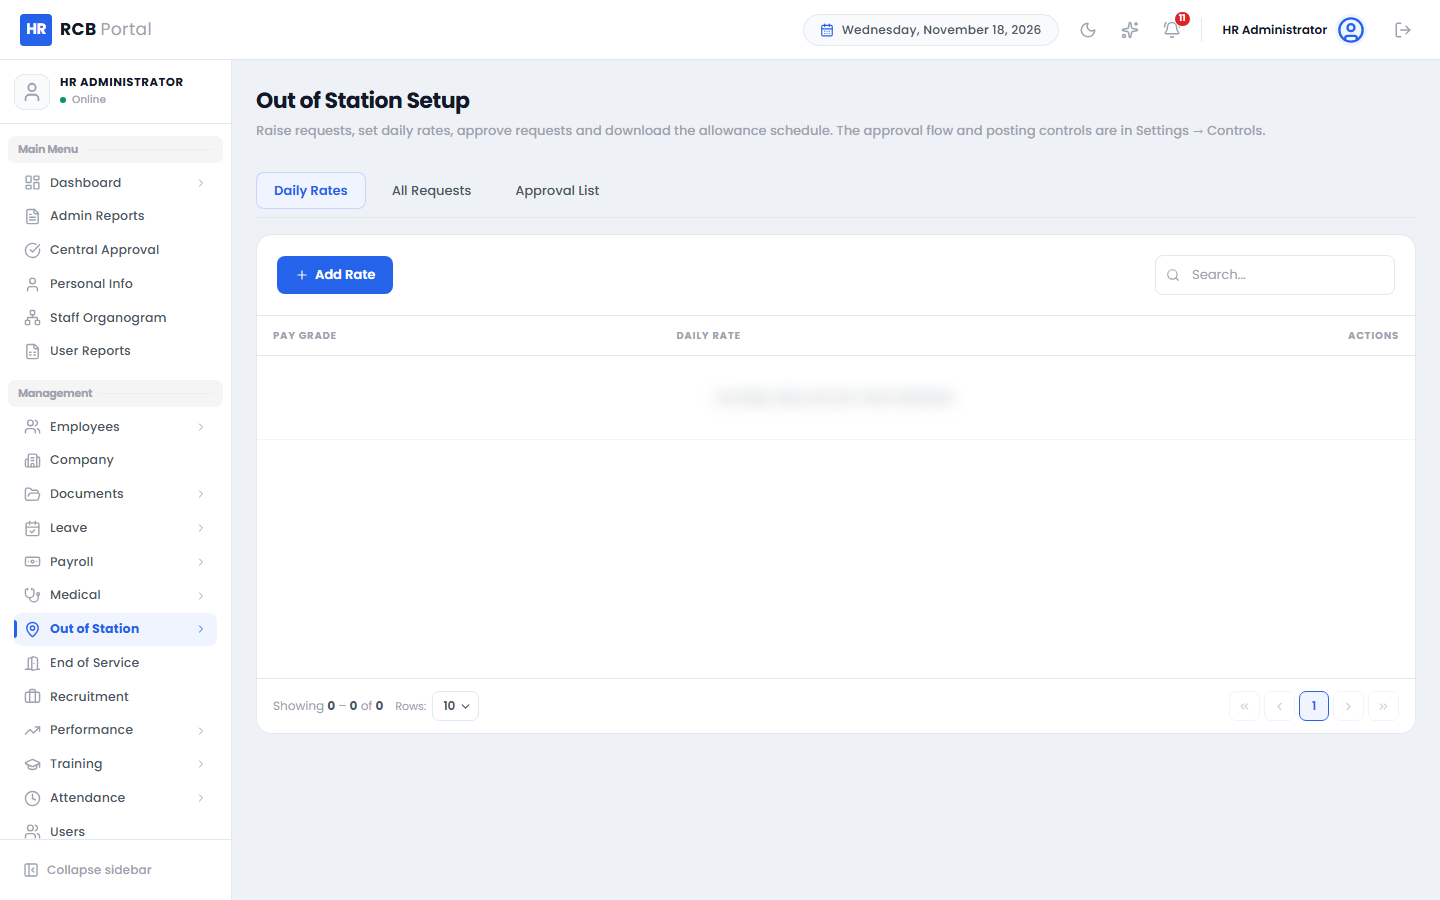 HR RCB Portal
Wednesday, November 18, 2026
11
HR Administrator
HR ADMINISTRATOR
Online
Main Menu
Dashboard
Admin Reports
Central Approval
Personal Info
Staff Organogram
User Reports
Management
Employees
Company
Documents
Leave
Payroll
Medical
Out of Station
End of Service
Recruitment
Performance
Training
Attendance
Users
Collapse sidebar
Out of Station Setup
Raise requests, set daily rates, approve requests and download the allowance schedule. The approval flow and posting controls are in Settings → Controls.
Daily Rates All Requests Approval List
+ Add Rate
Search...
PAY GRADE DAILY RATE ACTIONS
Showing 0 – 0 of 0 Rows: 10
« ‹ 1 › »